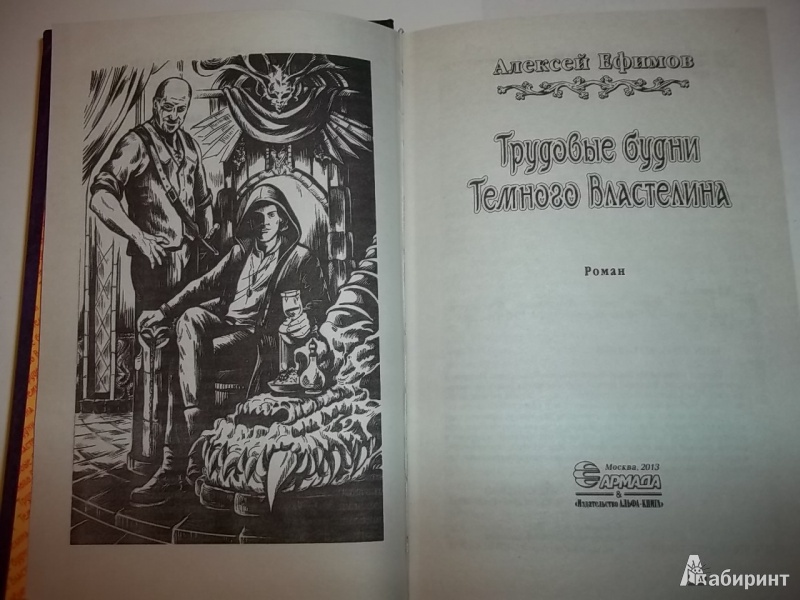 Алексей Ефимов
Трудовые будни
Темного Властелина
Роман
Москва, 2013
АРМАДА
&
«Издательство АЛЬФА-КНИГА»
Лабиринт